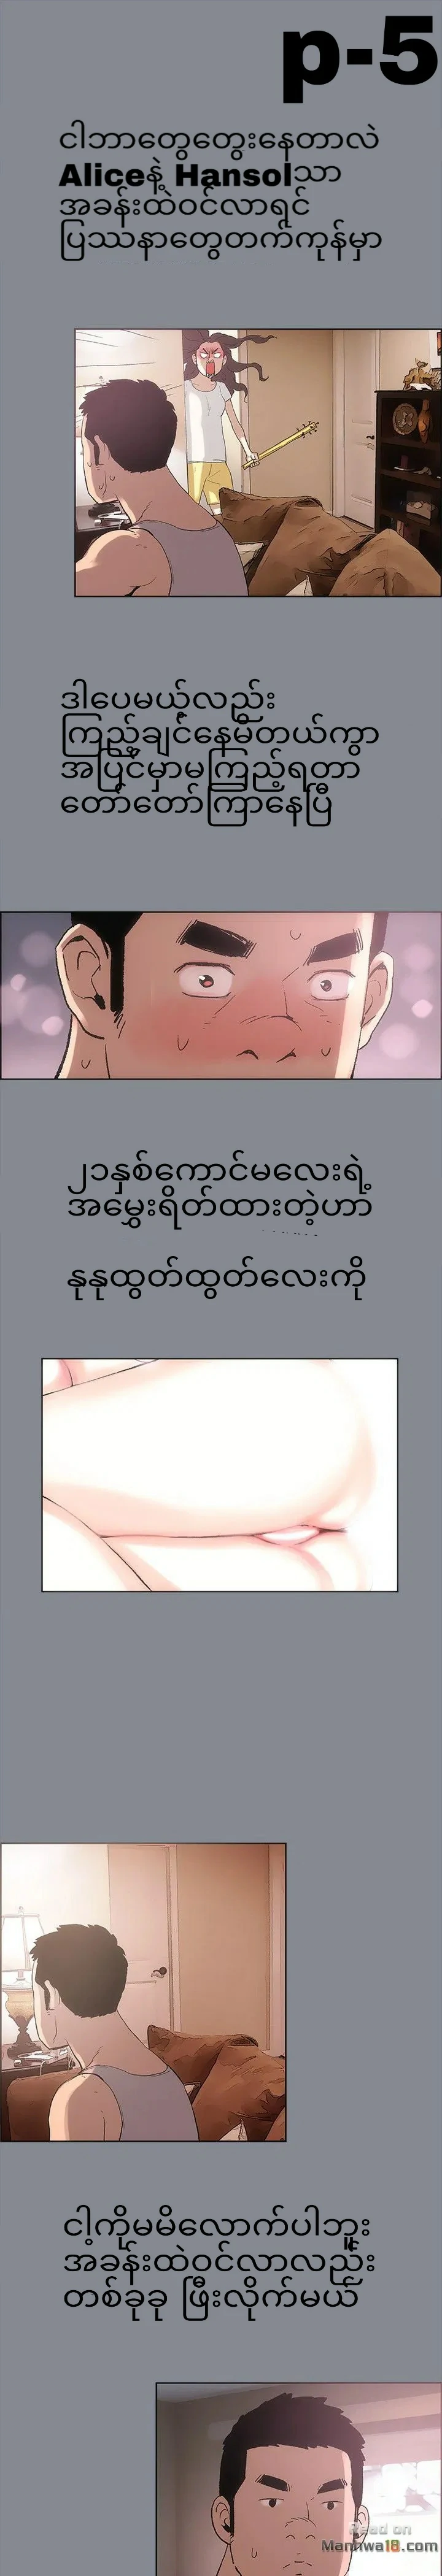 p-5
ငါဘာတွေတွေးနေတာလဲ
Aliceနဲ့ Hansolသာ
အခန်းထဲဝင်လာရင်
ပြဿနာတွေတက်ကုန်မှာ
ဒါပေမယ့်လည်း
ကြည့်ချင်နေမိတယ်ကွာ
အပြင်မှာမကြည့်ရတာ
တော်တော်ကြာနေပြီ
၂၁နှစ်ကောင်မလေးရဲ့
အမွှေးရိတ်ထားတဲ့ဟာ
နုနုထွတ်ထွတ်လေးကို
ငါ့ကိုမမိလောက်ပါဘူး
အခန်းထဲဝင်လာလည်း
တစ်ခုခု ဖြီးလိုက်မယ်
Read on
Manhwa18.com